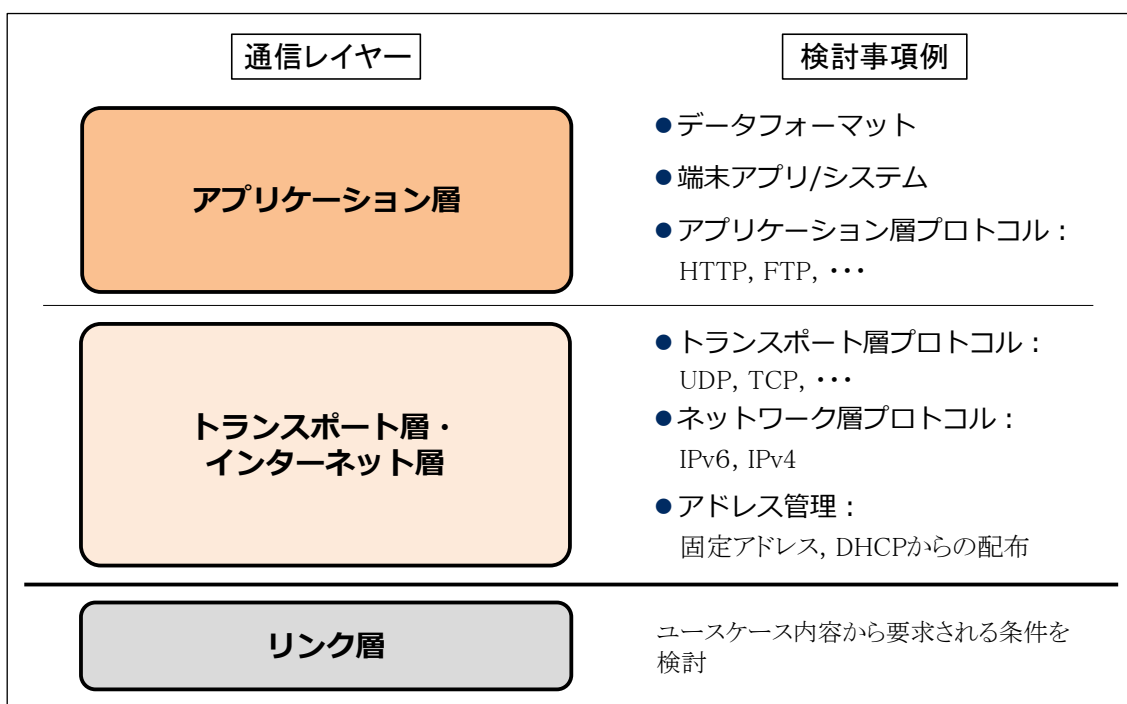 通信レイヤー
検討事項例
アプリケーション層
●データフォーマット
●端末アプリ/システム
●アプリケーション層プロトコル：
HTTP, FTP, ・・・
トランスポート層・
インターネット層
●トランスポート層プロトコル：
UDP, TCP, ・・・
●ネットワーク層プロトコル：
IPv6, IPv4
●アドレス管理：
固定アドレス, DHCPからの配布
リンク層
ユースケース内容から要求される条件を
検討